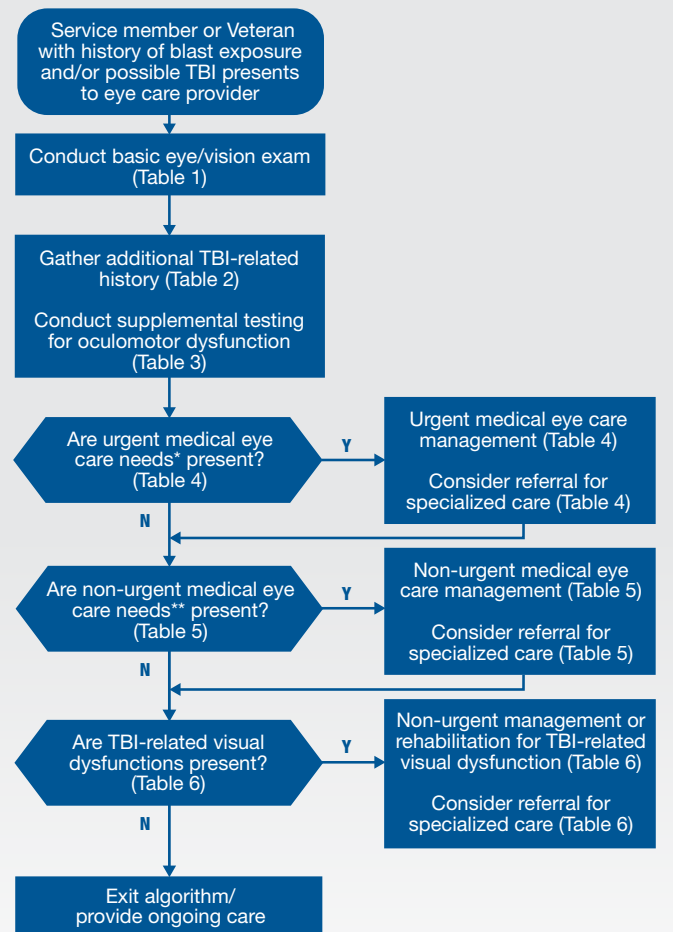 Service member or Veteran
with history of blast exposure
and/or possible TBI presents
to eye care provider
Conduct basic eye/vision exam
(Table 1)
Gather additional TBI-related
history (Table 2)
Conduct supplemental testing
for oculomotor dysfunction
(Table 3)
Are urgent medical eye
care needs* present?
(Table 4)
Y
Urgent medical eye care
management (Table 4)
Consider referral for
specialized care (Table 4)
N
Are non-urgent medical eye
care needs** present?
(Table 5)
Y
Non-urgent medical eye
care management (Table 5)
Consider referral for
specialized care (Table 5)
N
Are TBI-related visual
dysfunctions present?
(Table 6)
Y
Non-urgent management or
rehabilitation for TBI-related
visual dysfunction (Table 6)
Consider referral for
specialized care (Table 6)
N
Exit algorithm/
provide ongoing care